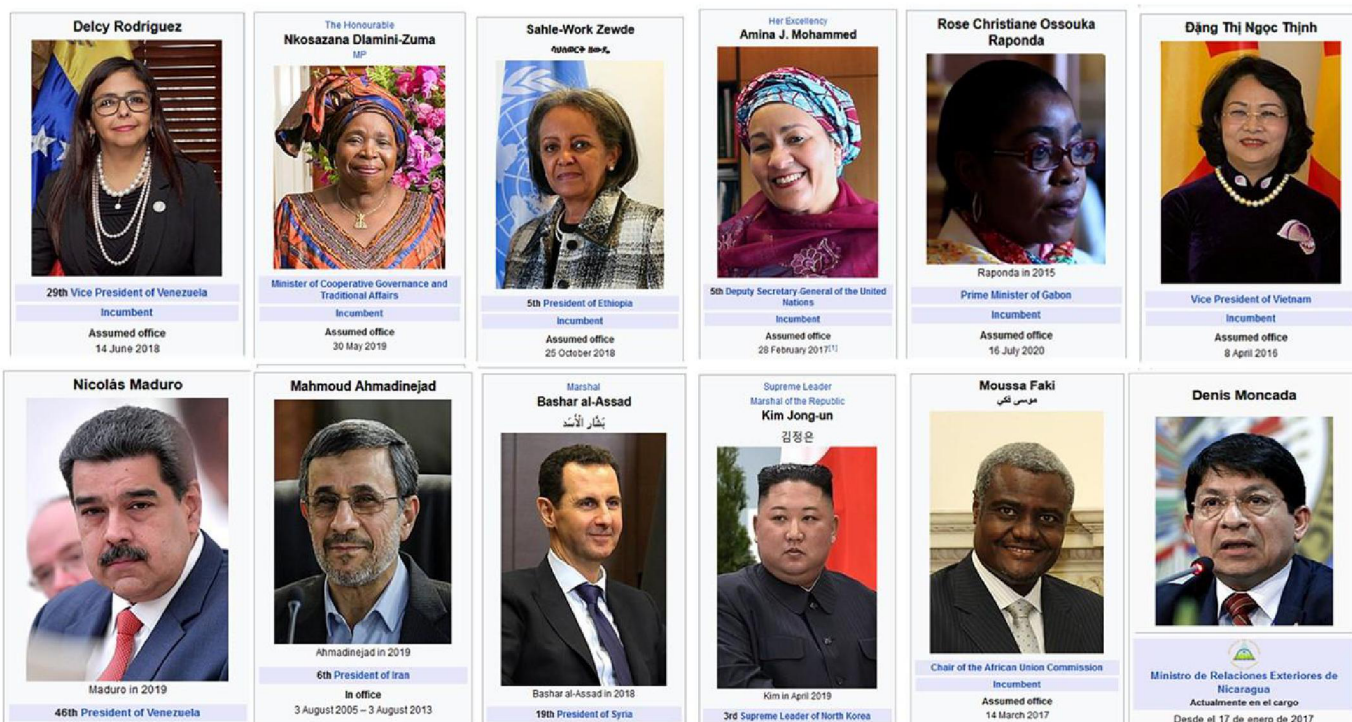 Delcy Rodríguez
29th Vice President of Venezuela
Incumbent
Assumed office
14 June 2018
The Honourable
Nkosazana Dlamini-Zuma
MP
Minister of Cooperative Governance and
Traditional Affairs
Incumbent
Assumed office
30 May 2019
Sahle-Work Zewde
ሳህለወርቅ ዘውዴ
5th President of Ethiopia
Incumbent
Assumed office
25 October 2018
Her Excellency
Amina J. Mohammed
5th Deputy Secretary-General of the United
Nations
Incumbent
Assumed office
28 February 2017[1]
Rose Christiane Ossouka
Raponda
Raponda in 2015
Prime Minister of Gabon
Incumbent
Assumed office
16 July 2020
Đặng Thị Ngọc Thịnh
Vice President of Vietnam
Incumbent
Assumed office
8 April 2016
Nicolás Maduro
Maduro in 2019
46th President of Venezuela
Mahmoud Ahmadinejad
Ahmadinejad in 2019
6th President of Iran
In office
3 August 2005 – 3 August 2013
Marshal
Bashar al-Assad
بَشَّار الْأَسَد
Bashar al-Assad in 2018
19th President of Syria
Supreme Leader
Marshal of the Republic
Kim Jong-un
김정은
Kim in April 2019
3rd Supreme Leader of North Korea
Moussa Faki
موسى فكي
Chair of the African Union Commission
Incumbent
Assumed office
14 March 2017
Denis Moncada
Ministro de Relaciones Exteriores de
Nicaragua
Actualmente en el cargo
Desde el 17 de enero de 2017